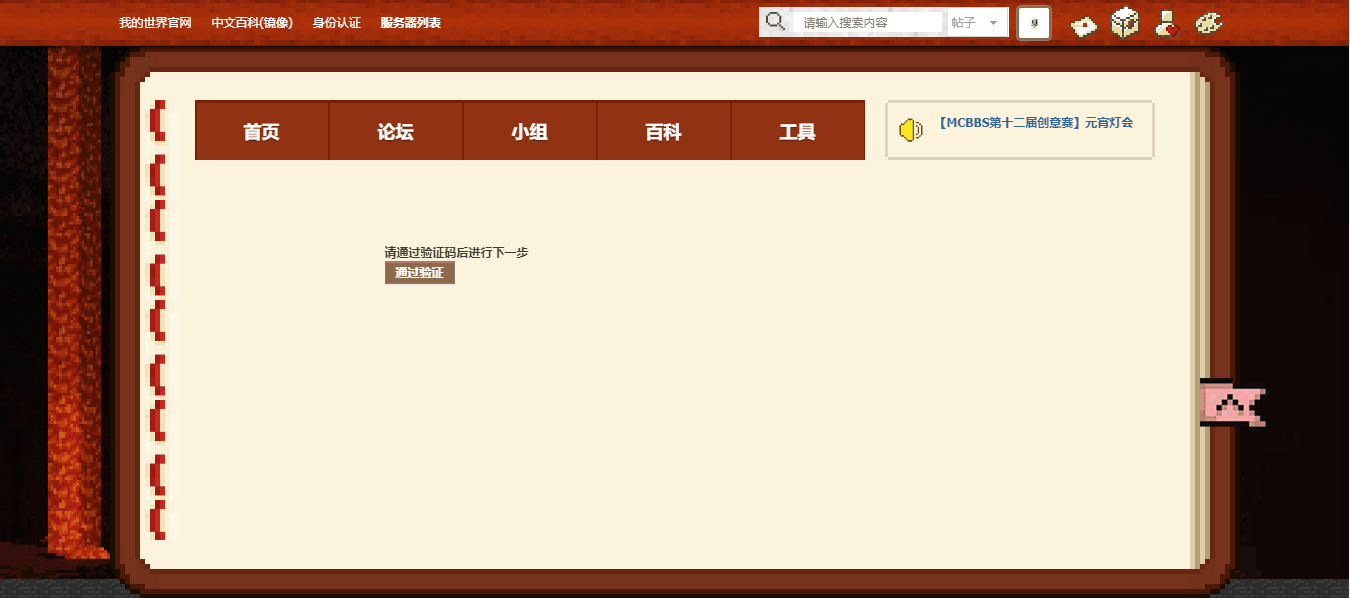 我的世界官网 中文百科(镜像) 身份认证 服务器列表 请输入搜索内容 帖子
首页 论坛 小组 百科 工具 【MCBBS第十二届创意赛】元宵灯会
请通过验证码后进行下一步
通过验证